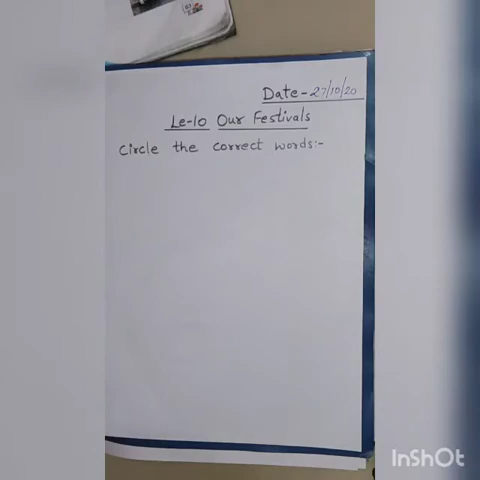 Date-27/10/20
Le-10 Our Festivals
Circle the correct words:-
InShOt